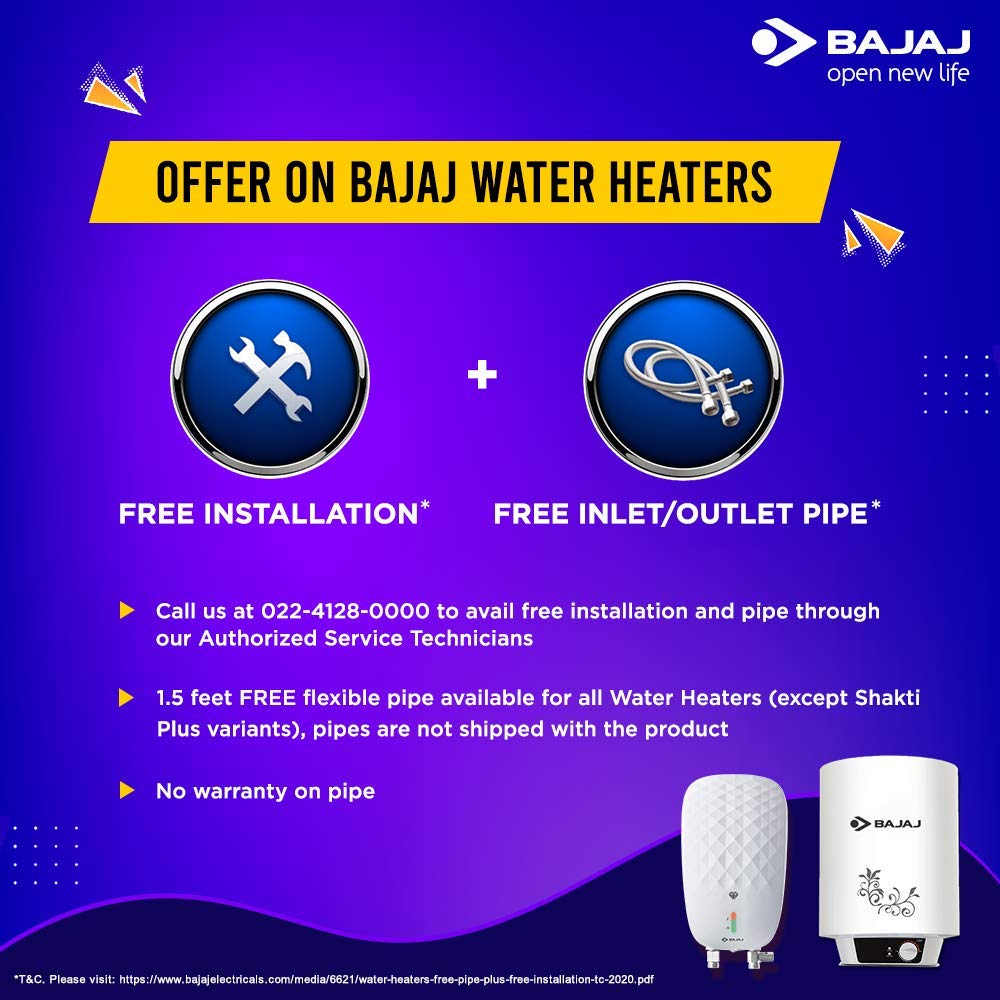 BAJAJ
open new life
OFFER ON BAJAJ WATER HEATERS
+
FREE INSTALLATION*
FREE INLET/OUTLET PIPE*
Call us at 022-4128-0000 to avail free installation and pipe through
our Authorized Service Technicians
1.5 feet FREE flexible pipe available for all Water Heaters (except Shakti
Plus variants), pipes are not shipped with the product
No warranty on pipe
BAJAJ
BAJAJ
*T&C. Please visit: https://www.bajajelectricals.com/media/6621/water-heaters-free-pipe-plus-free-installation-tc-2020.pdf